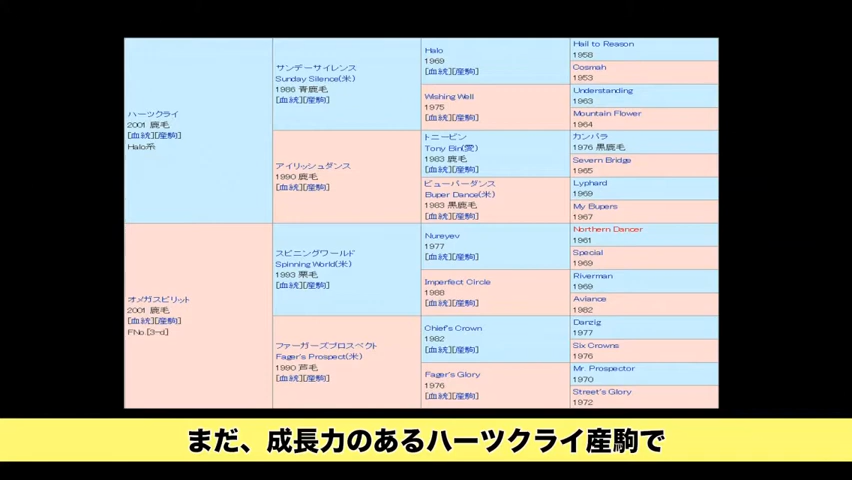 ハーツクライ
2001 鹿毛
[血統][産駒]
Halo系
オメガスピリット
2001 鹿毛
[血統][産駒]
FNo.[3-d]
サンデーサイレンス
Sunday Silence(米)
1986 青鹿毛
[血統][産駒]
アイリッシュダンス
1990 鹿毛
[血統][産駒]
スピニングワールド
Spinning World(米)
1993 栗毛
[血統][産駒]
ファーガーズプロスペクト
Fager's Prospect(米)
1990 芦毛
[血統][産駒]
Halo
1969
[血統][産駒]
Wishing Well
1975
[血統][産駒]
トニービン
Tony Bin(愛)
1983 鹿毛
[血統][産駒]
ビューパーダンス
Buper Dance(米)
1983 黒鹿毛
[血統][産駒]
Nureyev
1977
[血統][産駒]
Imperfect Circle
1988
[血統][産駒]
Chief's Crown
1982
[血統][産駒]
Fager's Glory
1976
[血統][産駒]
Hail to Reason
1958
Cosmah
1953
Understanding
1963
Mountain Flower
1964
カンパラ
1976 黒鹿毛
Severn Bridge
1965
Lyphard
1969
My Bupers
1967
Northern Dancer
1961
Special
1969
Riverman
1969
Aviance
1982
Danzig
1977
Six Crowns
1976
Mr. Prospector
1970
Street's Glory
1972
まだ、成長力のあるハーツクライ産駒で